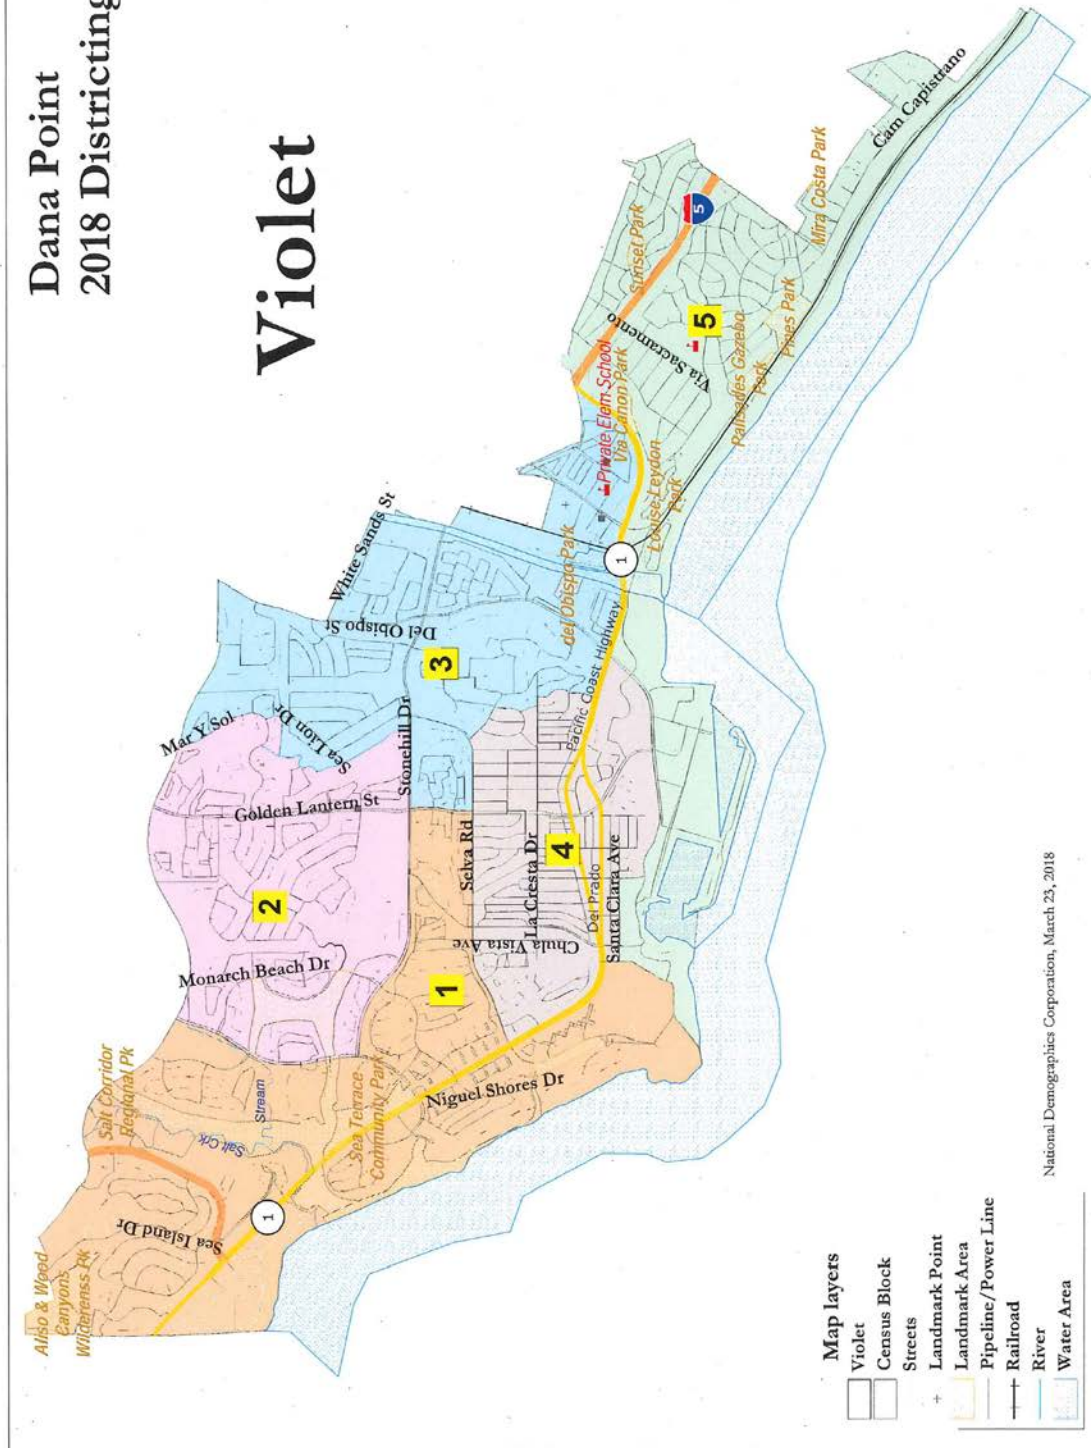 Dana Point
2018 Districting
Violet
Aliso & Wood
Canyons
Wilderenss Pk
Salt Corridor
Regional Pk
Sea Island Dr
Salt Crk
Stream
1
Sea Terrace
Community Park
Niguel Shores Dr
Monarch Beach Dr
2
1
Golden Lantern St
Mar Y Sol
Sea Lion Dr
Stonehill Dr
Selva Rd
La Cresta Dr
Chula Vista Ave
4
Del Prado
Santa Clara Ave
Pacific Coast Highway
3
Del Obispo St
White Sands St
del Obispo Park
1
Louise Leydon
Park
Private Elem School
Via Canon Park
Via Sacramento
5
Sunset Park
5
Palisades Gazebo
Park
Pines Park
Mira Costa Park
Cam Capistrano
Map layers
Violet
Census Block
Streets
Landmark Point
Landmark Area
Pipeline/Power Line
Railroad
River
Water Area
National Demographics Corporation, March 23, 2018